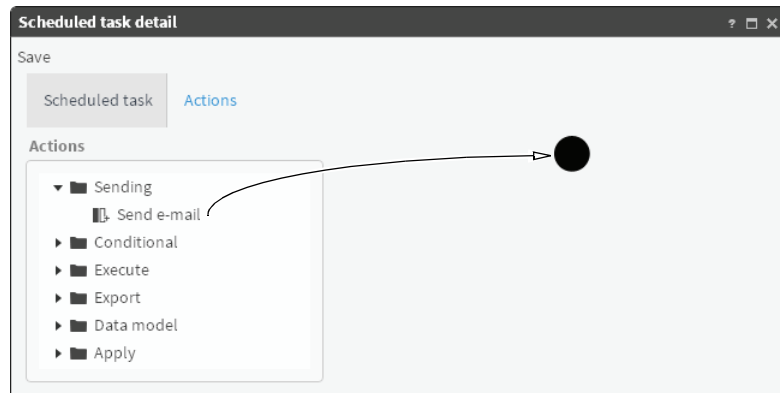 Scheduled task detail
?
Save
Scheduled task Actions
Actions
Sending
Send e-mail
Conditional
Execute
Export
Data model
Apply